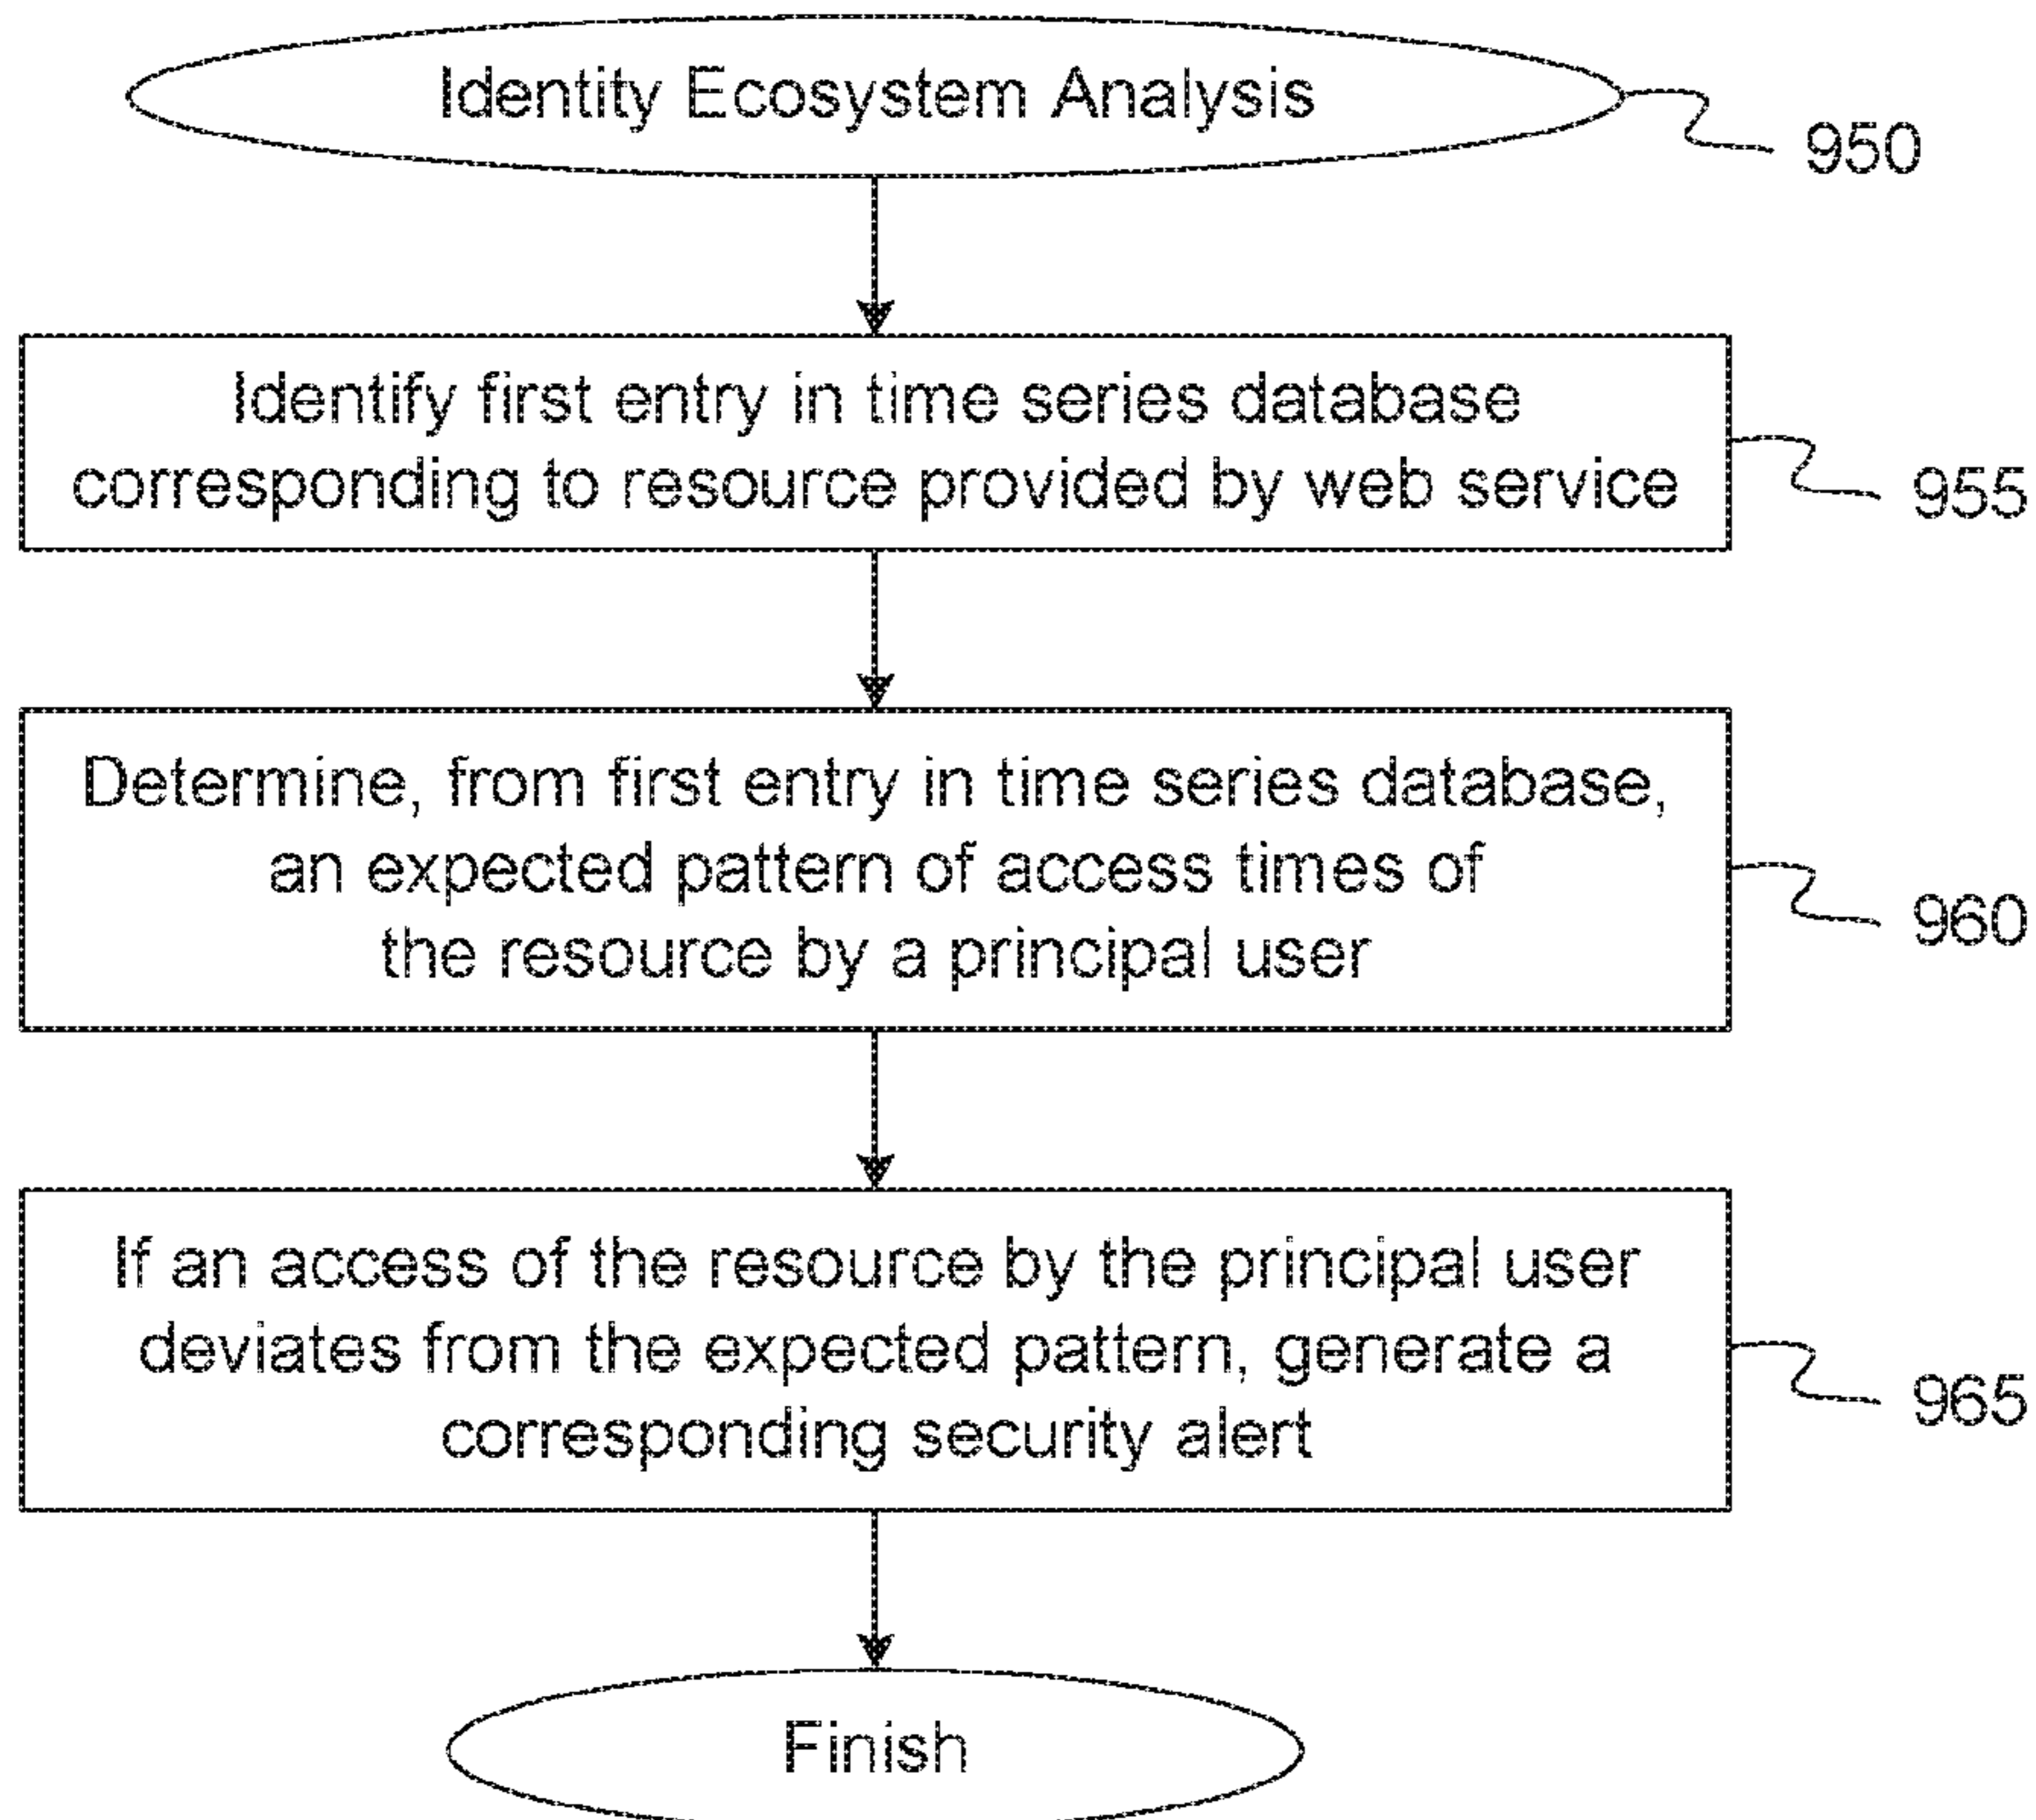 Identity Ecosystem Analysis
950
Identify first entry in time series database
corresponding to resource provided by web service
955
Determine, from first entry in time series database,
an expected pattern of access times of
the resource by a principal user
960
If an access of the resource by the principal user
deviates from the expected pattern, generate a
corresponding security alert
965
Finish